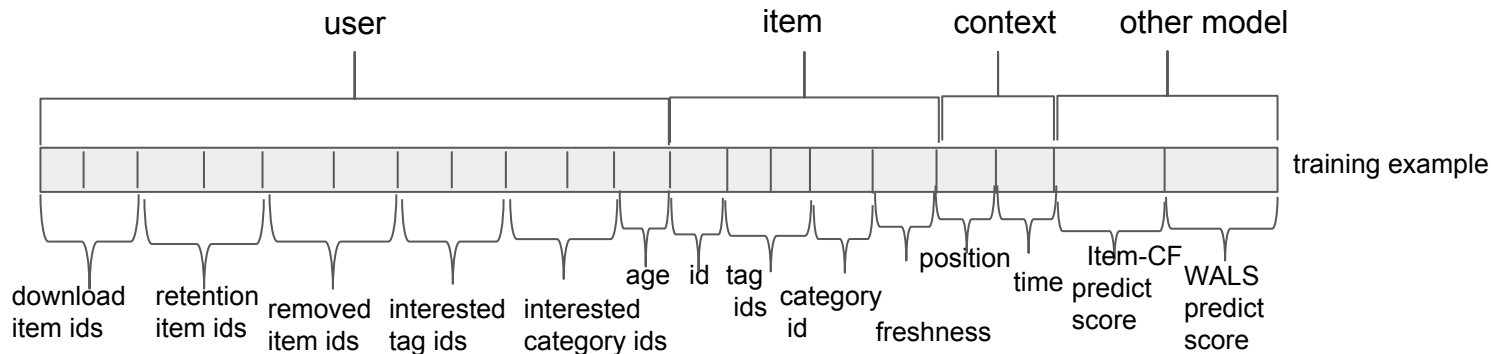 user
item
context
other model
training example
download
item ids
retention
item ids
removed
item ids
interested
tag ids
interested
category ids
age
id
tag
ids
category
id
freshness
position
time
Item-CF
predict
score
WALS
predict
score